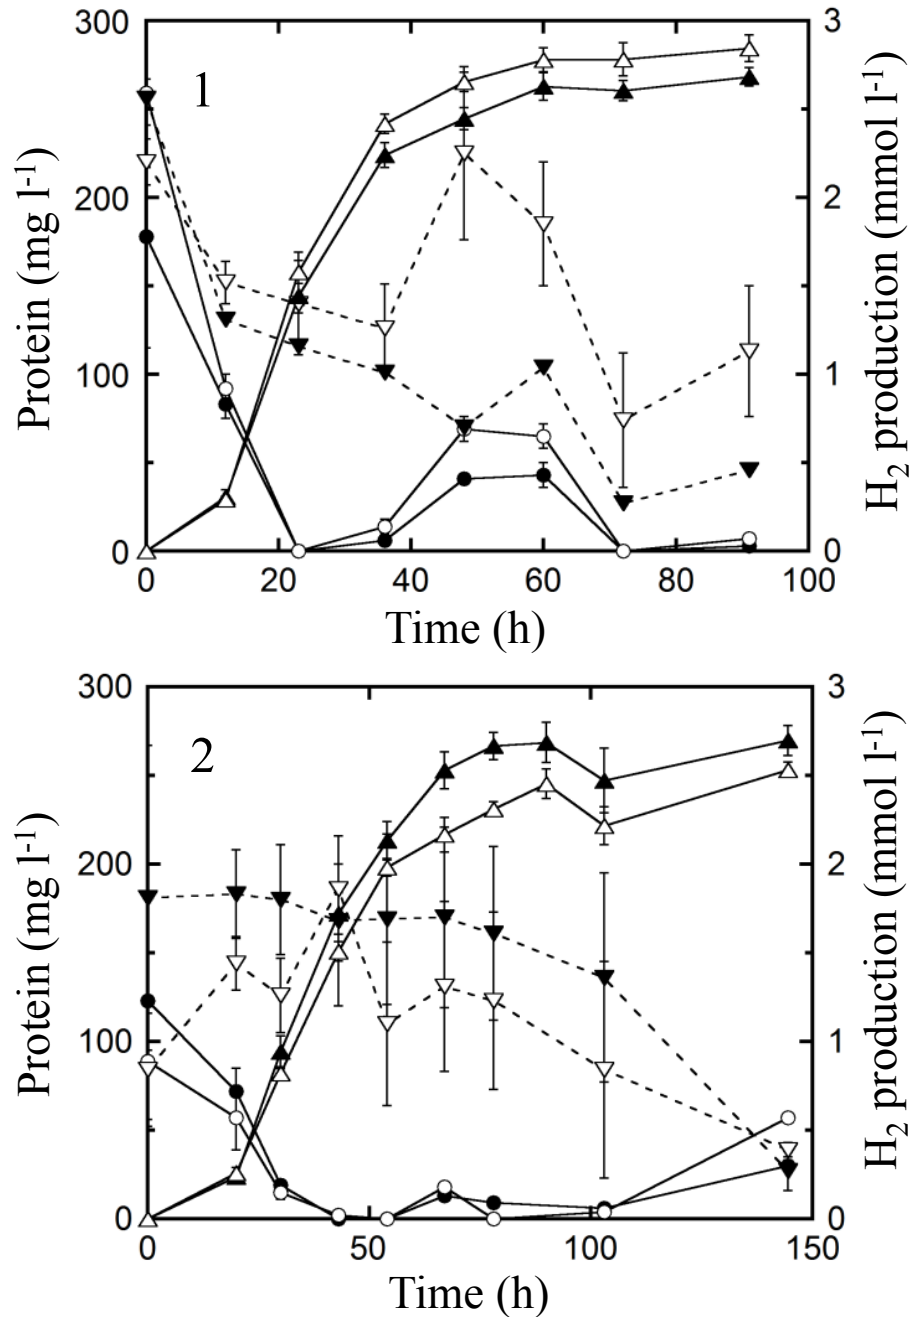 300
200
100
0
Protein (mg l⁻¹)
1
3
2
1
0
H₂ production (mmol l⁻¹)
0 20 40 60 80 100
Time (h)
300
200
100
0
Protein (mg l⁻¹)
2
3
2
1
0
H₂ production (mmol l⁻¹)
0 50 100 150
Time (h)